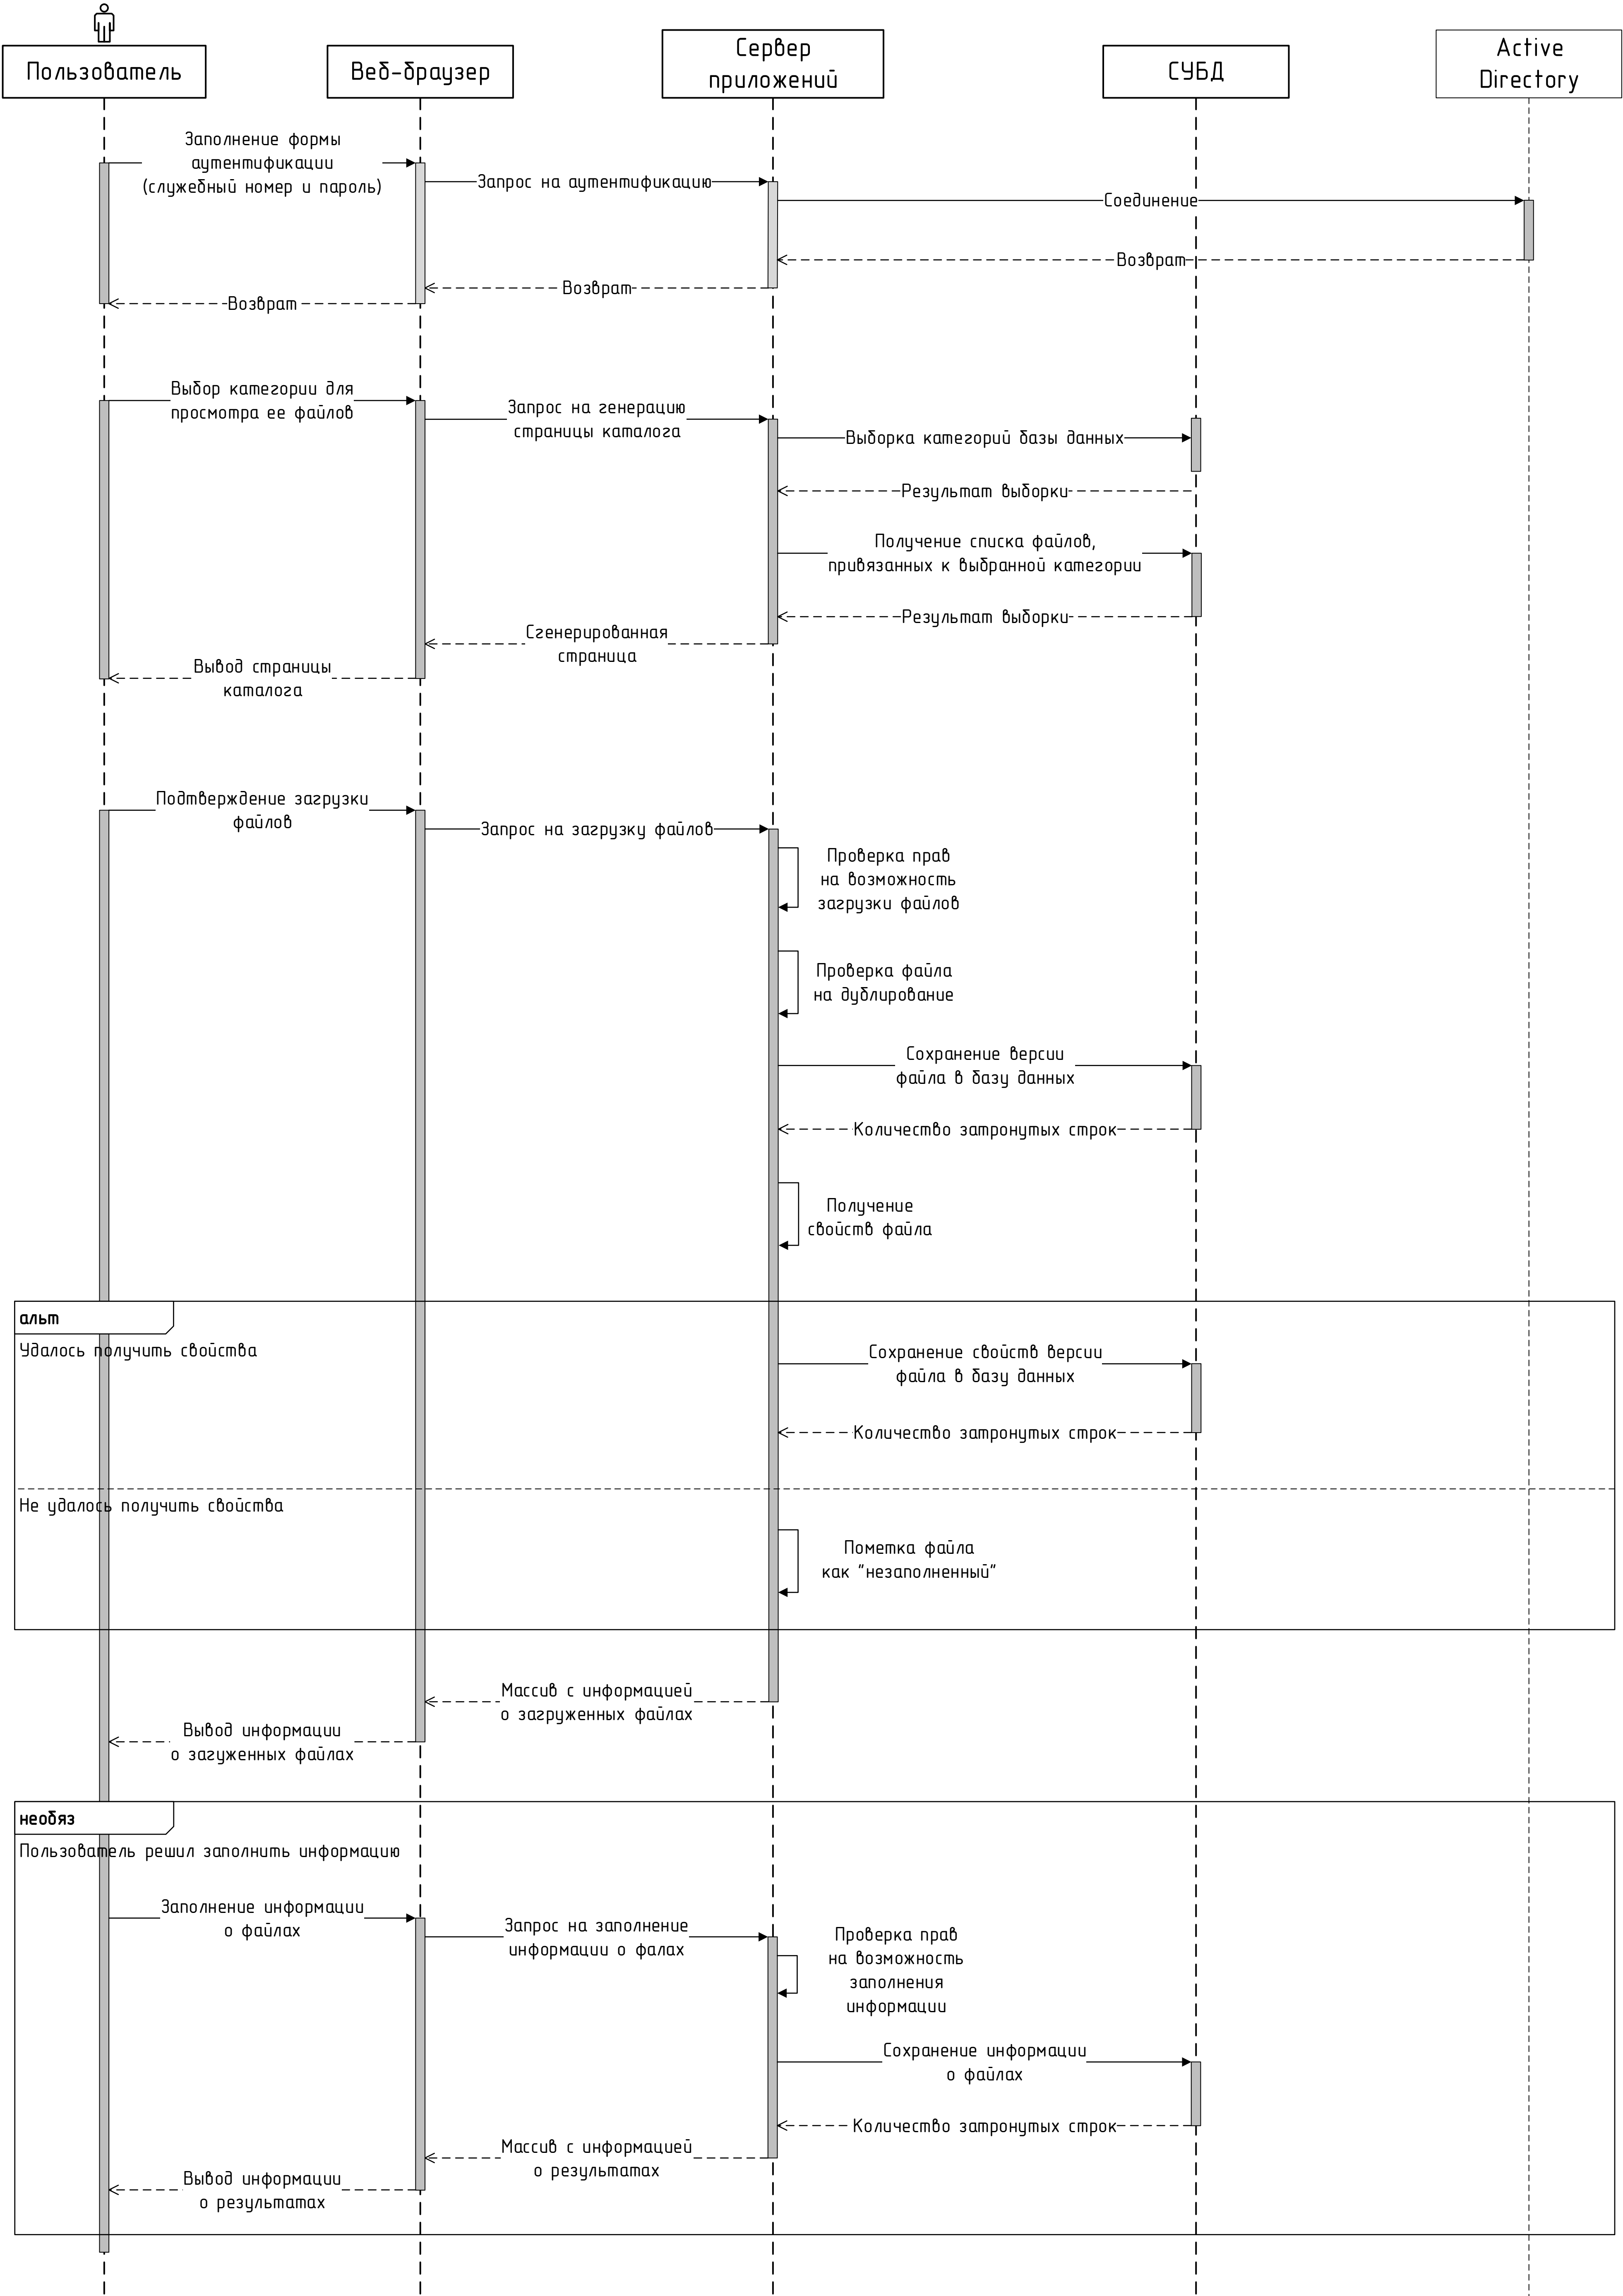 Пользователь
Веб-браузер
Сервер
приложений
СУБД
Active
Directory
Заполнение формы
аутентификации
(служебный номер и пароль)
Запрос на аутентификацию
Соединение
Возврат
Возврат
Возврат
Выбор категории для
просмотра ее файлов
Запрос на генерацию
страницы каталога
Выборка категорий базы данных
Результат выборки
Получение списка файлов,
привязанных к выбранной категории
Результат выборки
Сгенерированная
страница
Вывод страницы
каталога
Подтверждение загрузки
файлов
Запрос на загрузку файлов
Проверка прав
на возможность
загрузки файлов
Проверка файла
на дублирование
Сохранение версии
файла в базу данных
Количество затронутых строк
Получение
свойств файла
альт
Удалось получить свойства
Сохранение свойств версии
файла в базу данных
Количество затронутых строк
Не удалось получить свойства
Пометка файла
как "незаполненный"
Массив с информацией
о загруженных файлах
Вывод информации
о загуженных файлах
необяз
Пользователь решил заполнить информацию
Заполнение информации
о файлах
Запрос на заполнение
информации о фалах
Проверка прав
на возможность
заполнения
информации
Сохранение информации
о файлах
Количество затронутых строк
Массив с информацией
о результатах
Вывод информации
о результатах